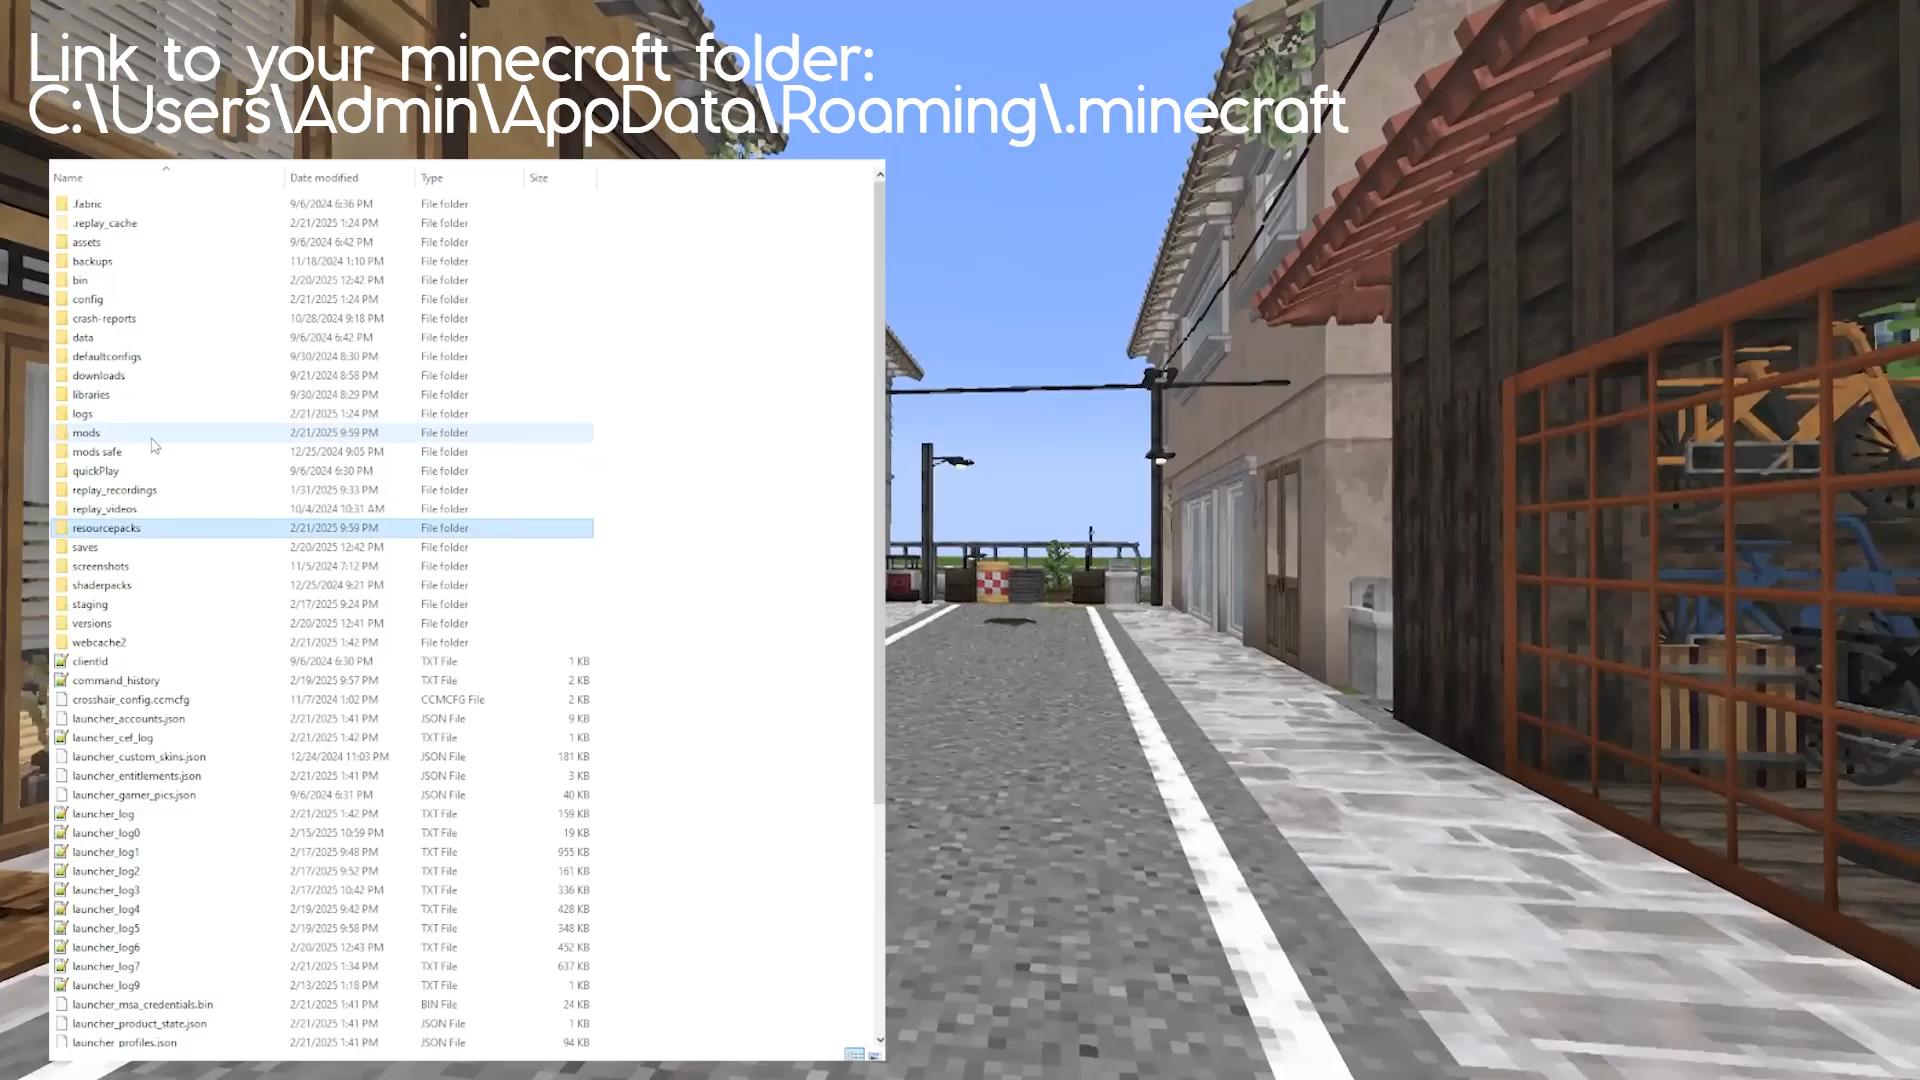 Link to your minecraft folder:
C:\Users\Admin\AppData\Roaming\.minecraft
Name Date modified Type Size
.fabric 9/6/2024 6:36 PM File folder
.replay_cache 2/21/2025 1:24 PM File folder
assets 9/6/2024 6:42 PM File folder
backups 11/18/2024 1:10 PM File folder
bin 2/20/2025 12:42 PM File folder
config 2/21/2025 1:24 PM File folder
crash-reports 10/28/2024 9:18 PM File folder
data 9/6/2024 6:42 PM File folder
defaultconfigs 9/30/2024 8:30 PM File folder
downloads 9/21/2024 8:58 PM File folder
libraries 9/30/2024 8:29 PM File folder
logs 2/21/2025 1:24 PM File folder
mods 2/21/2025 9:59 PM File folder
mods safe 12/25/2024 9:05 PM File folder
quickPlay 9/6/2024 6:30 PM File folder
replay_recordings 1/31/2025 9:33 PM File folder
replay_videos 10/4/2024 10:31 AM File folder
resourcepacks 2/21/2025 9:59 PM File folder
saves 2/20/2025 12:42 PM File folder
screenshots 11/5/2024 7:12 PM File folder
shaderpacks 12/25/2024 9:21 PM File folder
staging 2/17/2025 9:24 PM File folder
versions 2/20/2025 12:41 PM File folder
webcache2 2/21/2025 1:42 PM File folder
clientId 9/6/2024 6:30 PM TXT File 1 KB
command_history 2/19/2025 9:57 PM TXT File 2 KB
crosshair_config.ccmcfg 11/7/2024 1:02 PM CCMCFG File 2 KB
launcher_accounts.json 2/21/2025 1:41 PM JSON File 9 KB
launcher_cef_log 2/21/2025 1:42 PM TXT File 1 KB
launcher_custom_skins.json 12/24/2024 11:03 PM JSON File 181 KB
launcher_entitlements.json 2/21/2025 1:41 PM JSON File 3 KB
launcher_gamer_pics.json 9/6/2024 6:31 PM JSON File 40 KB
launcher_log 2/21/2025 1:42 PM TXT File 159 KB
launcher_log0 2/15/2025 10:59 PM TXT File 19 KB
launcher_log1 2/17/2025 9:48 PM TXT File 955 KB
launcher_log2 2/17/2025 9:52 PM TXT File 161 KB
launcher_log3 2/17/2025 10:42 PM TXT File 336 KB
launcher_log4 2/19/2025 9:42 PM TXT File 428 KB
launcher_log5 2/19/2025 9:58 PM TXT File 348 KB
launcher_log6 2/20/2025 12:43 PM TXT File 452 KB
launcher_log7 2/21/2025 1:34 PM TXT File 637 KB
launcher_log9 2/13/2025 1:18 PM TXT File 1 KB
launcher_msa_credentials.bin 2/21/2025 1:41 PM BIN File 24 KB
launcher_product_state.json 2/21/2025 1:41 PM JSON File 1 KB
launcher_profiles.json 2/21/2025 1:41 PM JSON File 94 KB